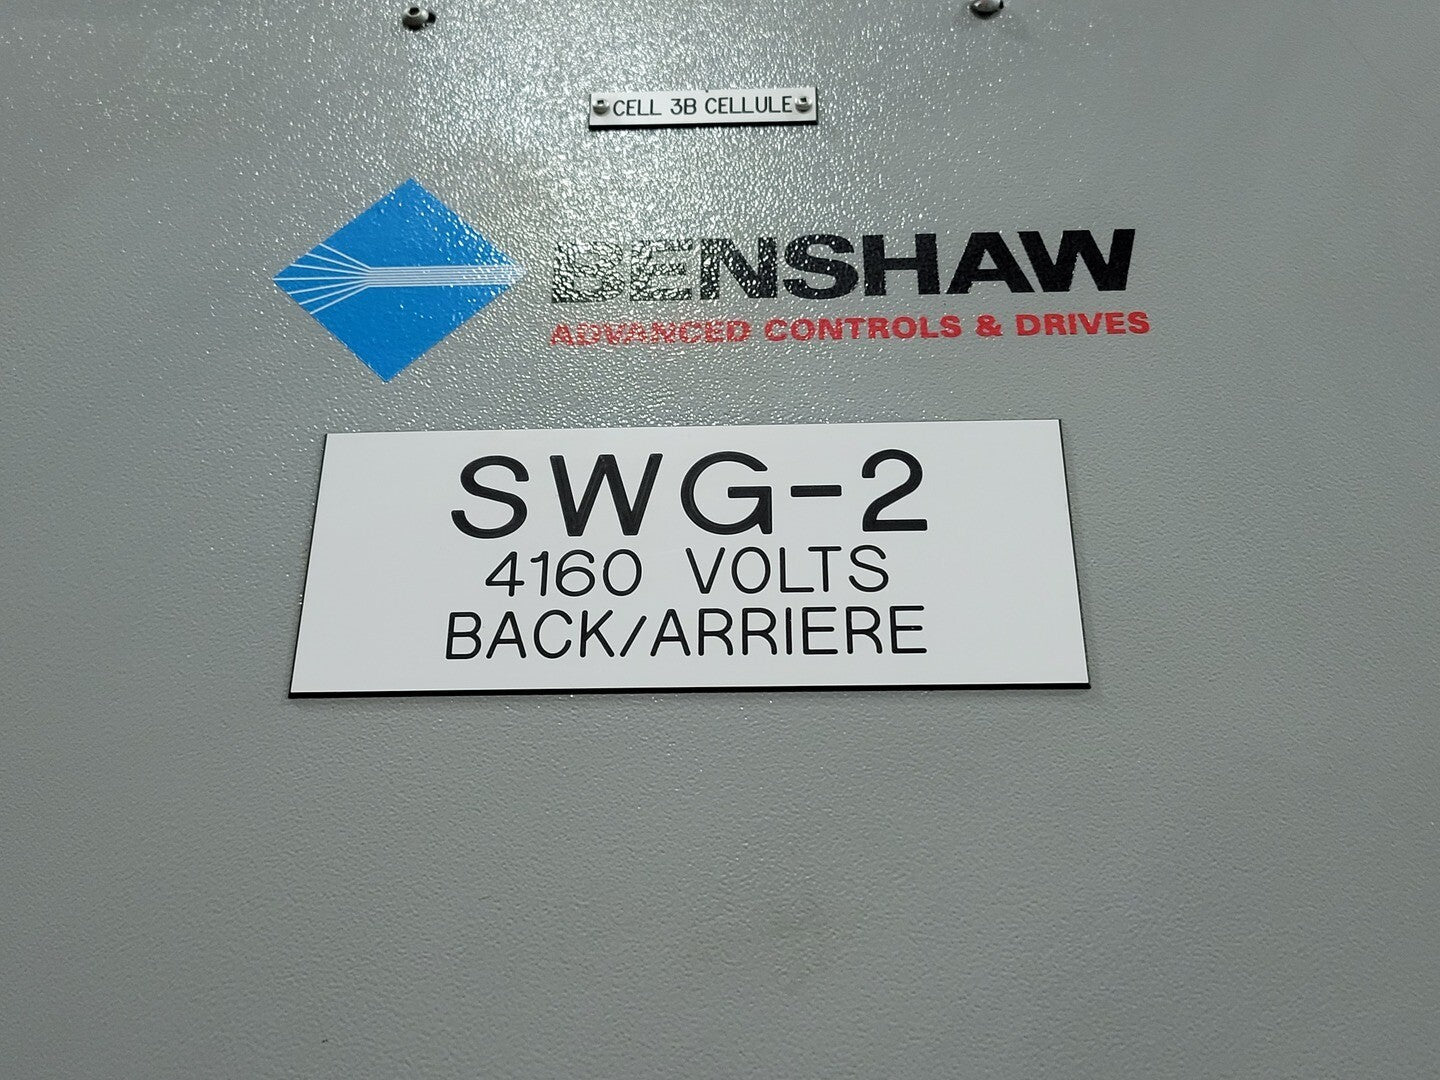 CELL 3B CELLULE
BENSHAW
ADVANCED CONTROLS & DRIVES
SWG-2
4160 VOLTS
BACK/ARRIERE